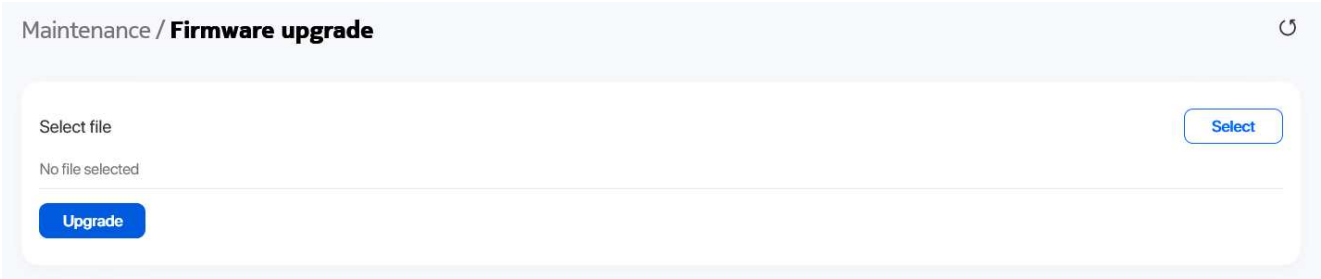 Maintenance / Firmware upgrade
Select file
Select
No file selected
Upgrade